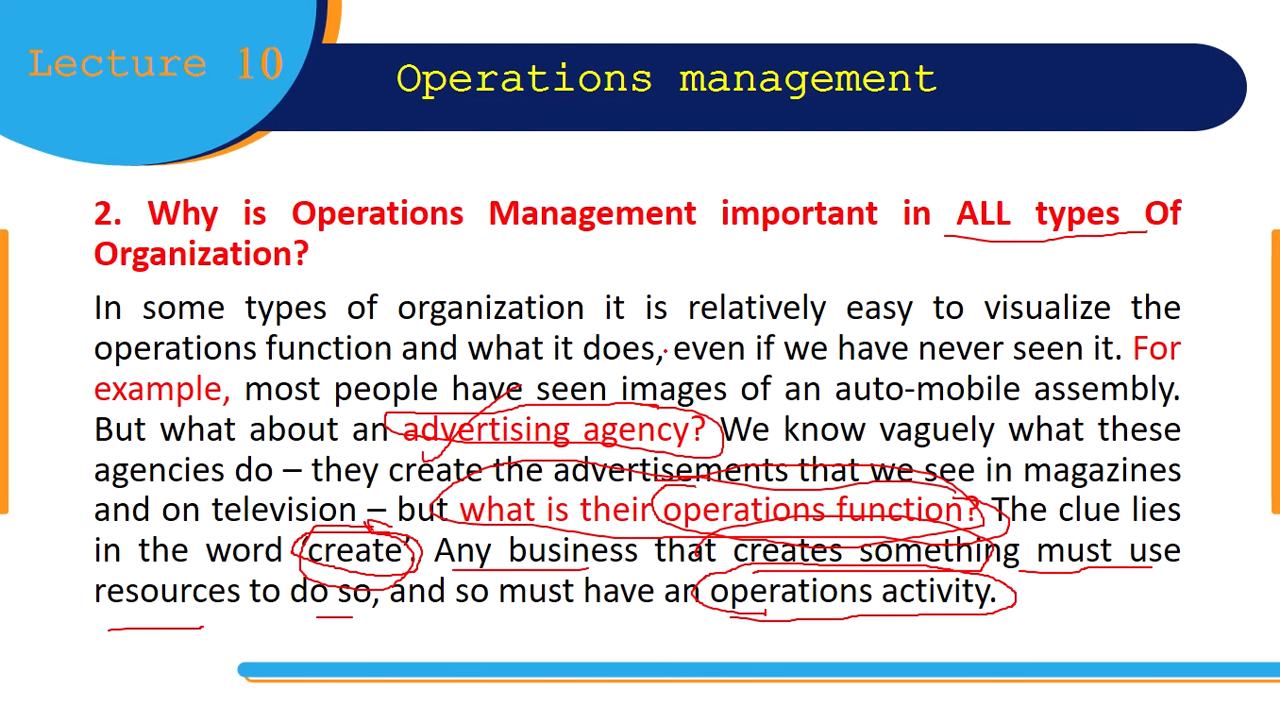 Lecture 10
Operations management
2. Why is Operations Management important in ALL types Of
Organization?
In some types of organization it is relatively easy to visualize the
operations function and what it does, even if we have never seen it. For
example, most people have seen images of an auto-mobile assembly.
But what about an advertising agency? We know vaguely what these
agencies do – they create the advertisements that we see in magazines
and on television – but what is their operations function? The clue lies
in the word ‘create’. Any business that creates something must use
resources to do so, and so must have an operations activity.